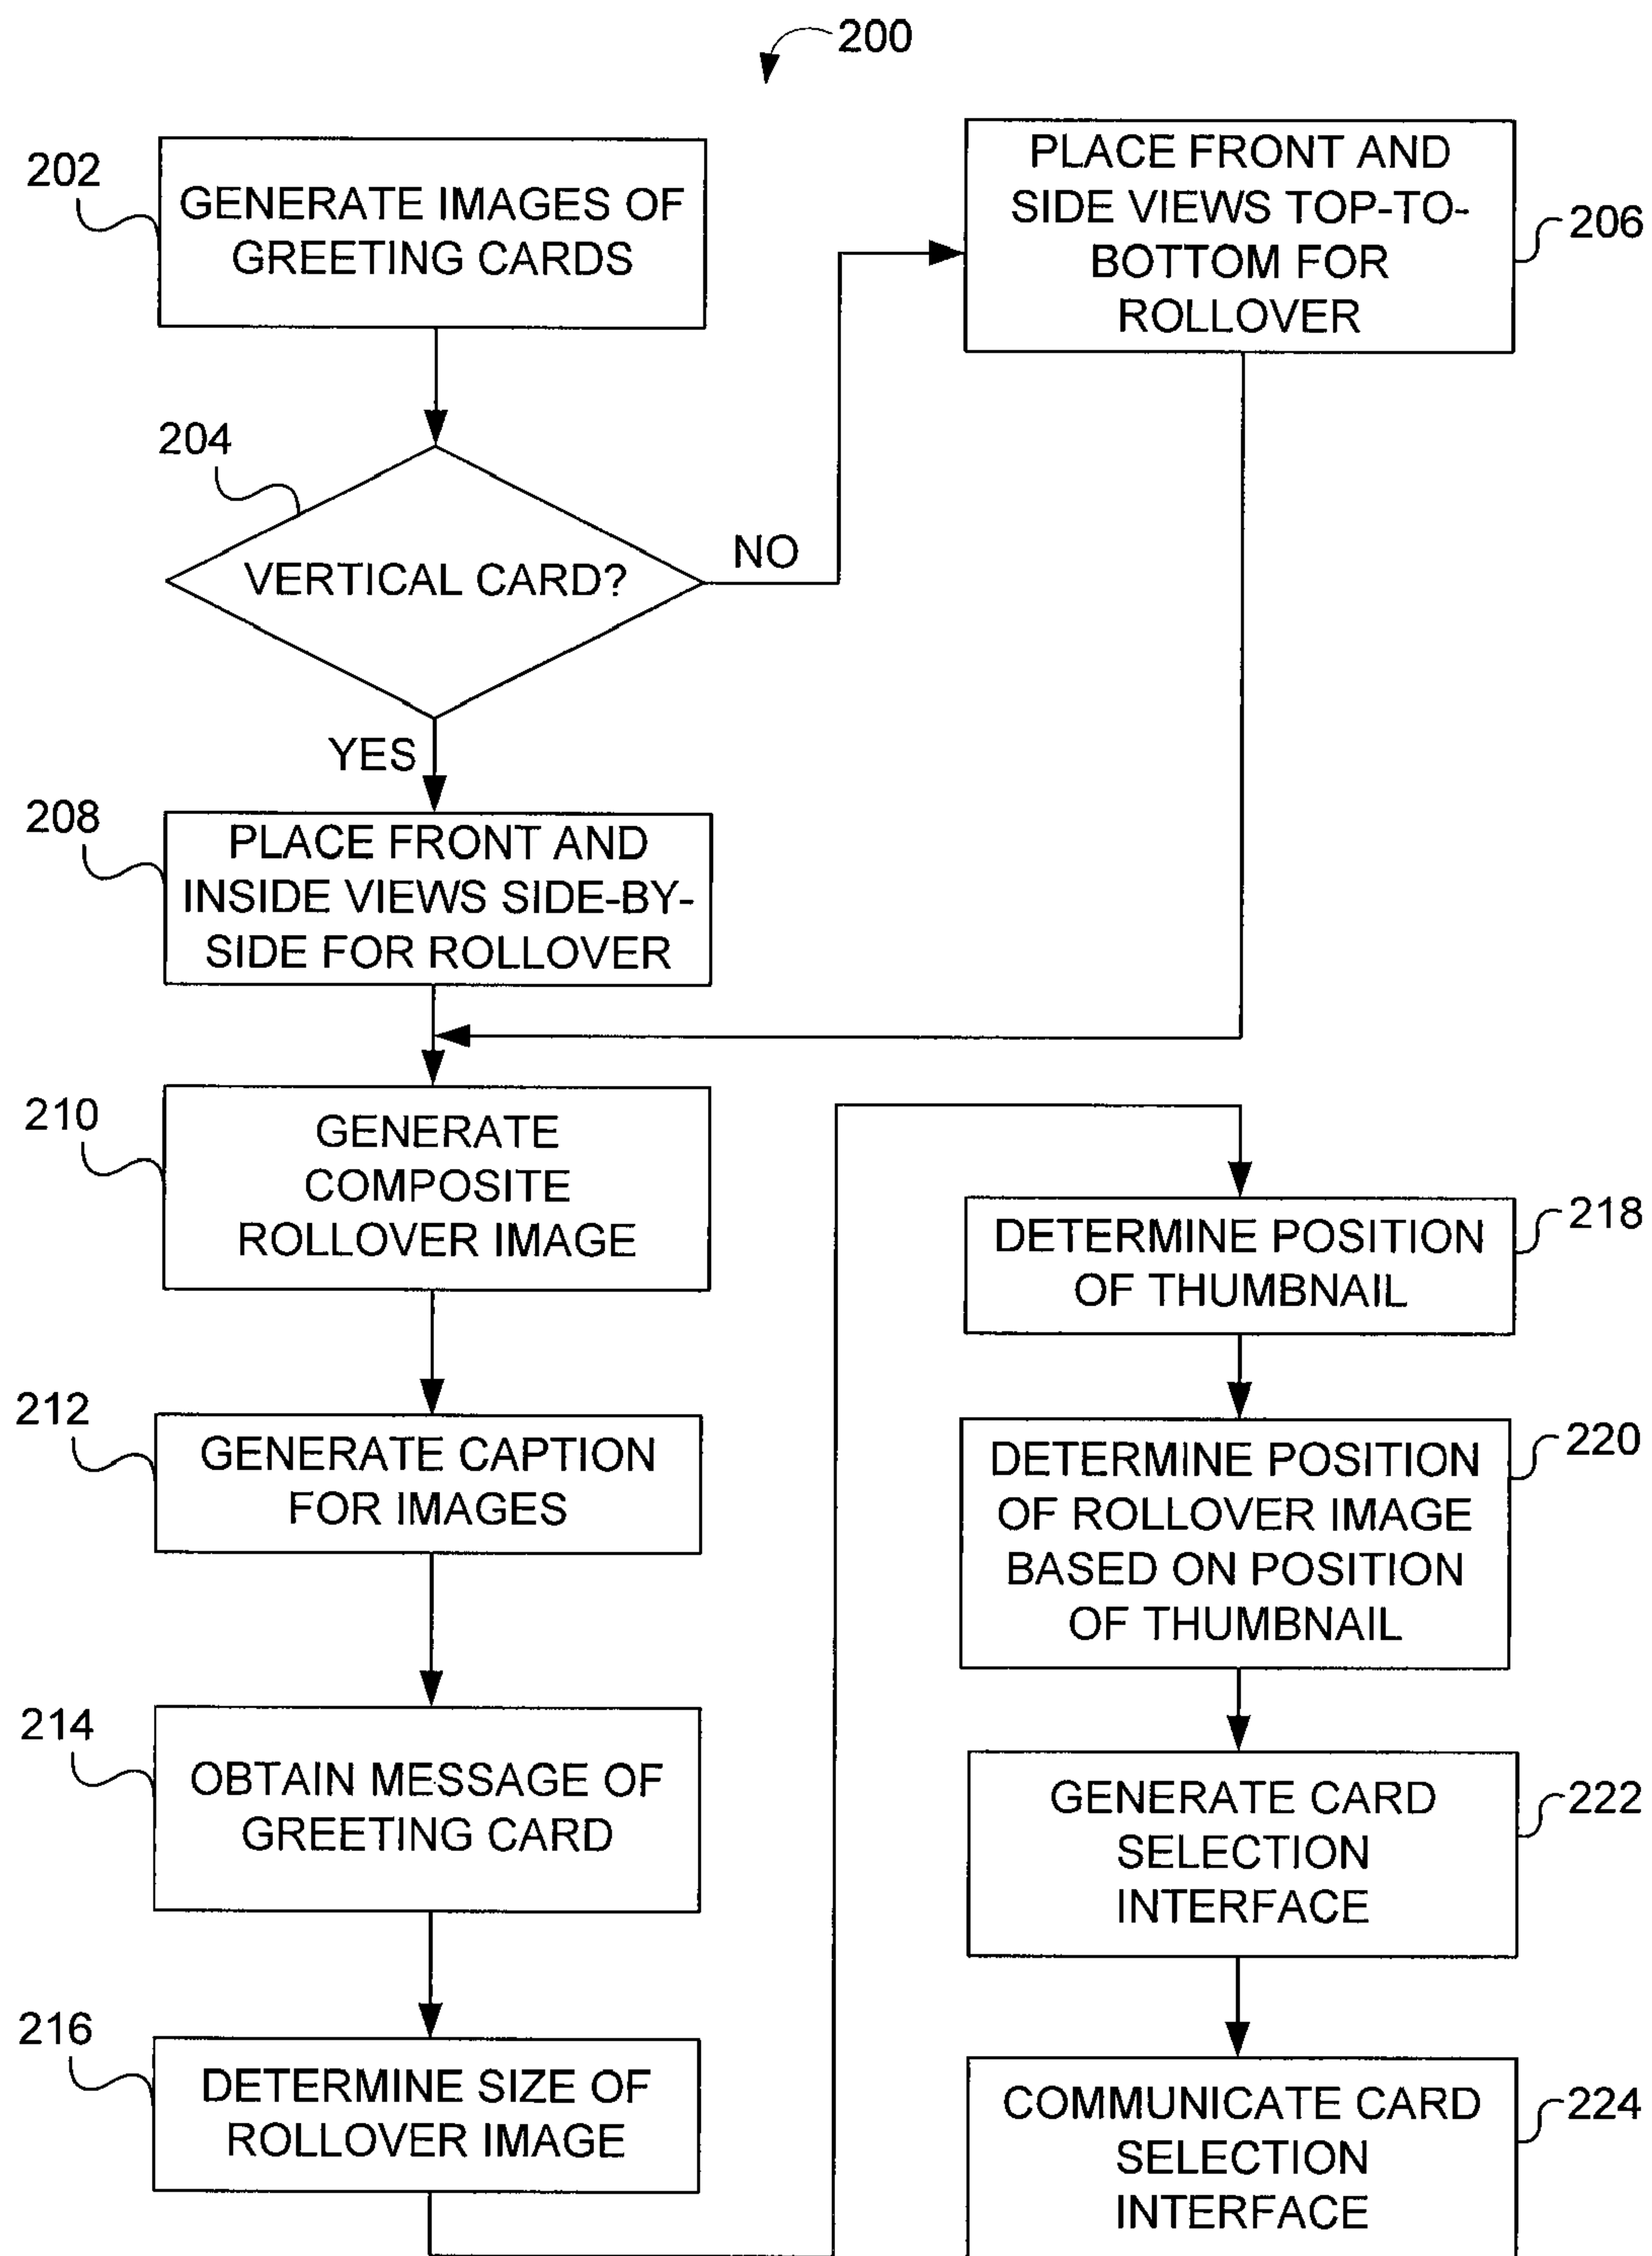 200
202
GENERATE IMAGES OF
GREETING CARDS
204
VERTICAL CARD?
NO
YES
PLACE FRONT AND
SIDE VIEWS TOP-TO-
BOTTOM FOR
ROLLOVER
206
208
PLACE FRONT AND
INSIDE VIEWS SIDE-BY-
SIDE FOR ROLLOVER
210
GENERATE
COMPOSITE
ROLLOVER IMAGE
212
GENERATE CAPTION
FOR IMAGES
214
OBTAIN MESSAGE OF
GREETING CARD
216
DETERMINE SIZE OF
ROLLOVER IMAGE
DETERMINE POSITION
OF THUMBNAIL
218
DETERMINE POSITION
OF ROLLOVER IMAGE
BASED ON POSITION
OF THUMBNAIL
220
GENERATE CARD
SELECTION
INTERFACE
222
COMMUNICATE CARD
SELECTION
INTERFACE
224